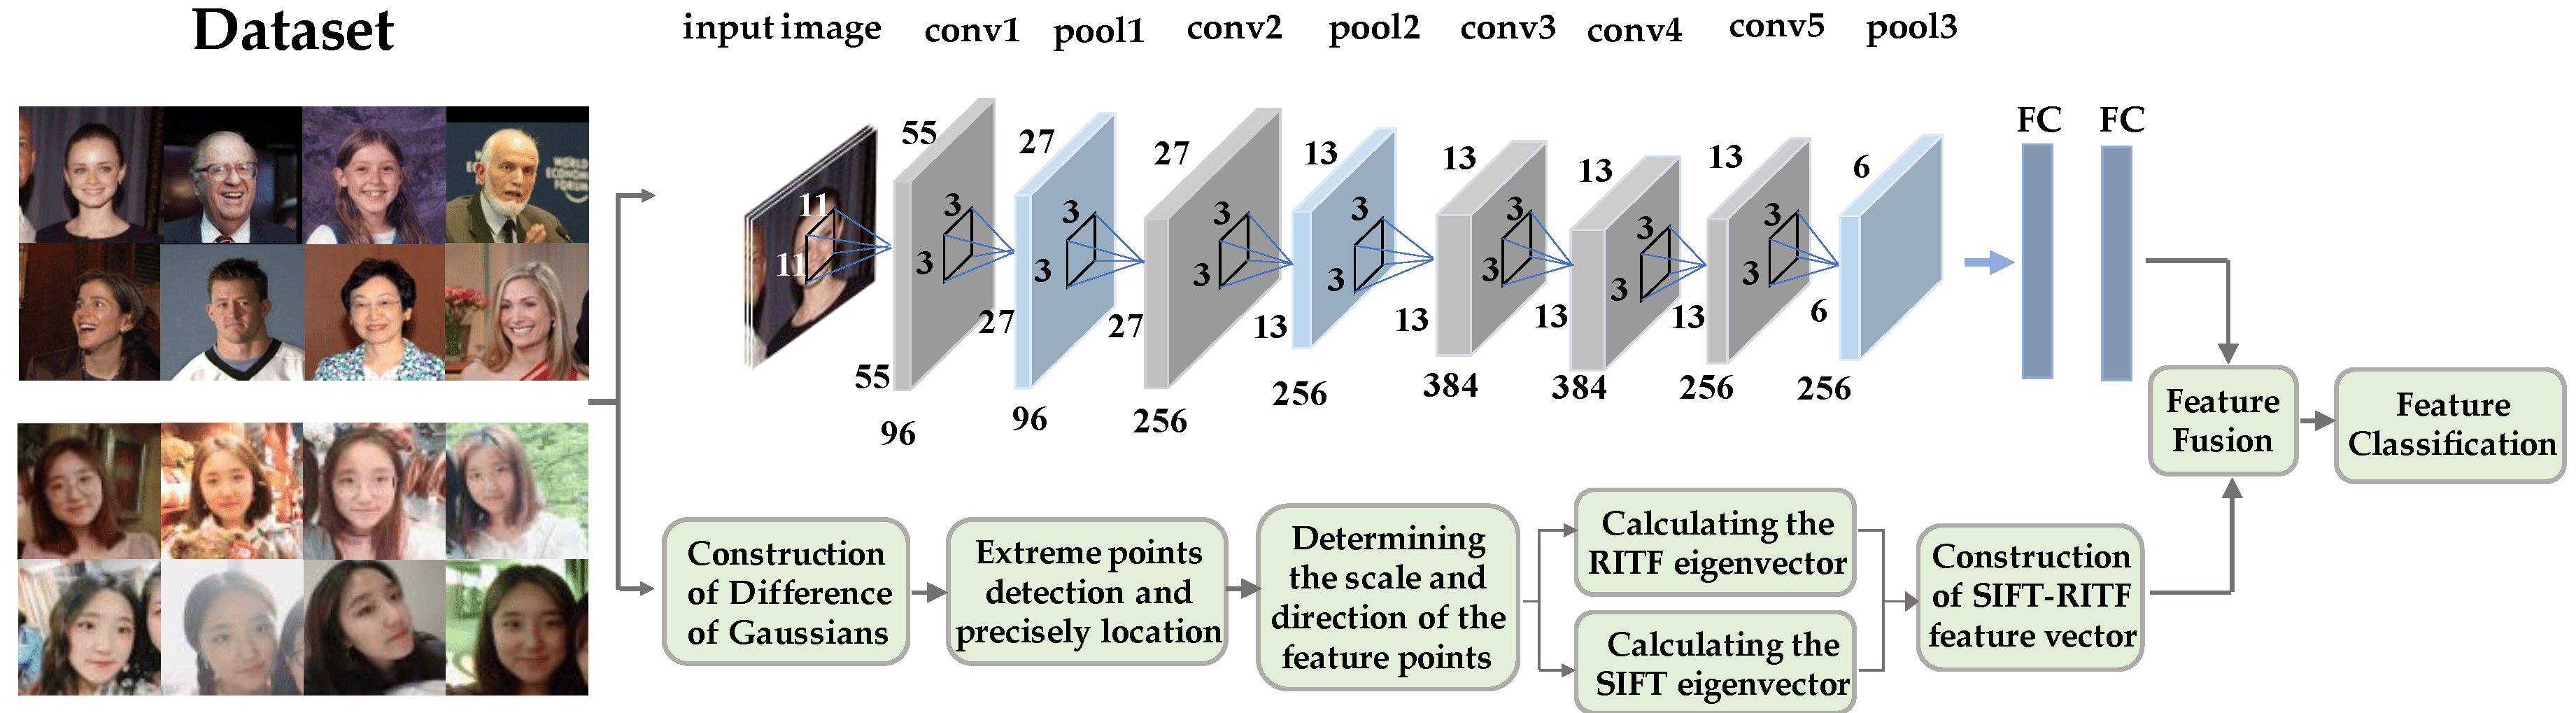 Dataset
input image conv1 pool1 conv2 pool2 conv3 conv4 conv5 pool3
11
11
55
3
3
55
96
27
3
3
27
96
27
3
3
27
256
13
3
3
13
256
13
3
3
13
384
13
3
3
13
384
13
3
3
13
256
6
6
256
FC FC
WORLD
ECONOMIC
FORUM
Construction
of Difference
of Gaussians
Extreme points
detection and
precisely location
Determining
the scale and
direction of the
feature points
Calculating the
RITF eigenvector
Calculating the
SIFT eigenvector
Construction
of SIFT-RITF
feature vector
Feature
Fusion
Feature
Classification